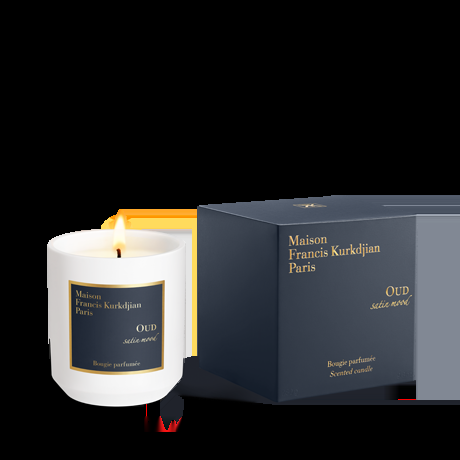 Maison
Francis Kurkdjian
Paris
OUD
satin mood
Bougie parfumée
Maison
Francis Kurkdjian
Paris
OUD
satin mood
Bougie parfumée
Scented candle